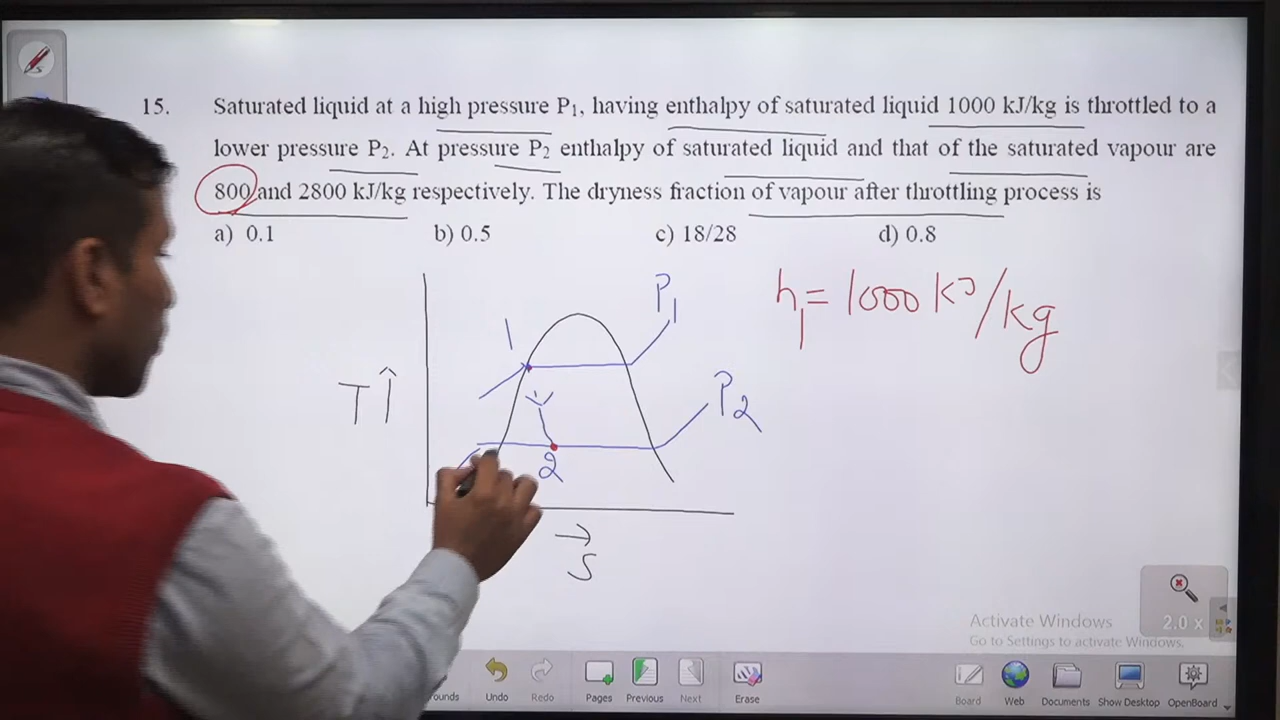 15. Saturated liquid at a high pressure P₁, having enthalpy of saturated liquid 1000 kJ/kg is throttled to a
lower pressure P₂. At pressure P₂ enthalpy of saturated liquid and that of the saturated vapour are
800 and 2800 kJ/kg respectively. The dryness fraction of vapour after throttling process is
a) 0.1 b) 0.5 c) 18/28 d) 0.8
P₁
h₁ = 1000 kJ/kg
1
T
P₂
2
S
Activate Windows
Go to Settings to activate Windows.
2.0 x
ounds Undo Redo Pages Previous Next Erase Board Web Documents Show Desktop OpenBoard